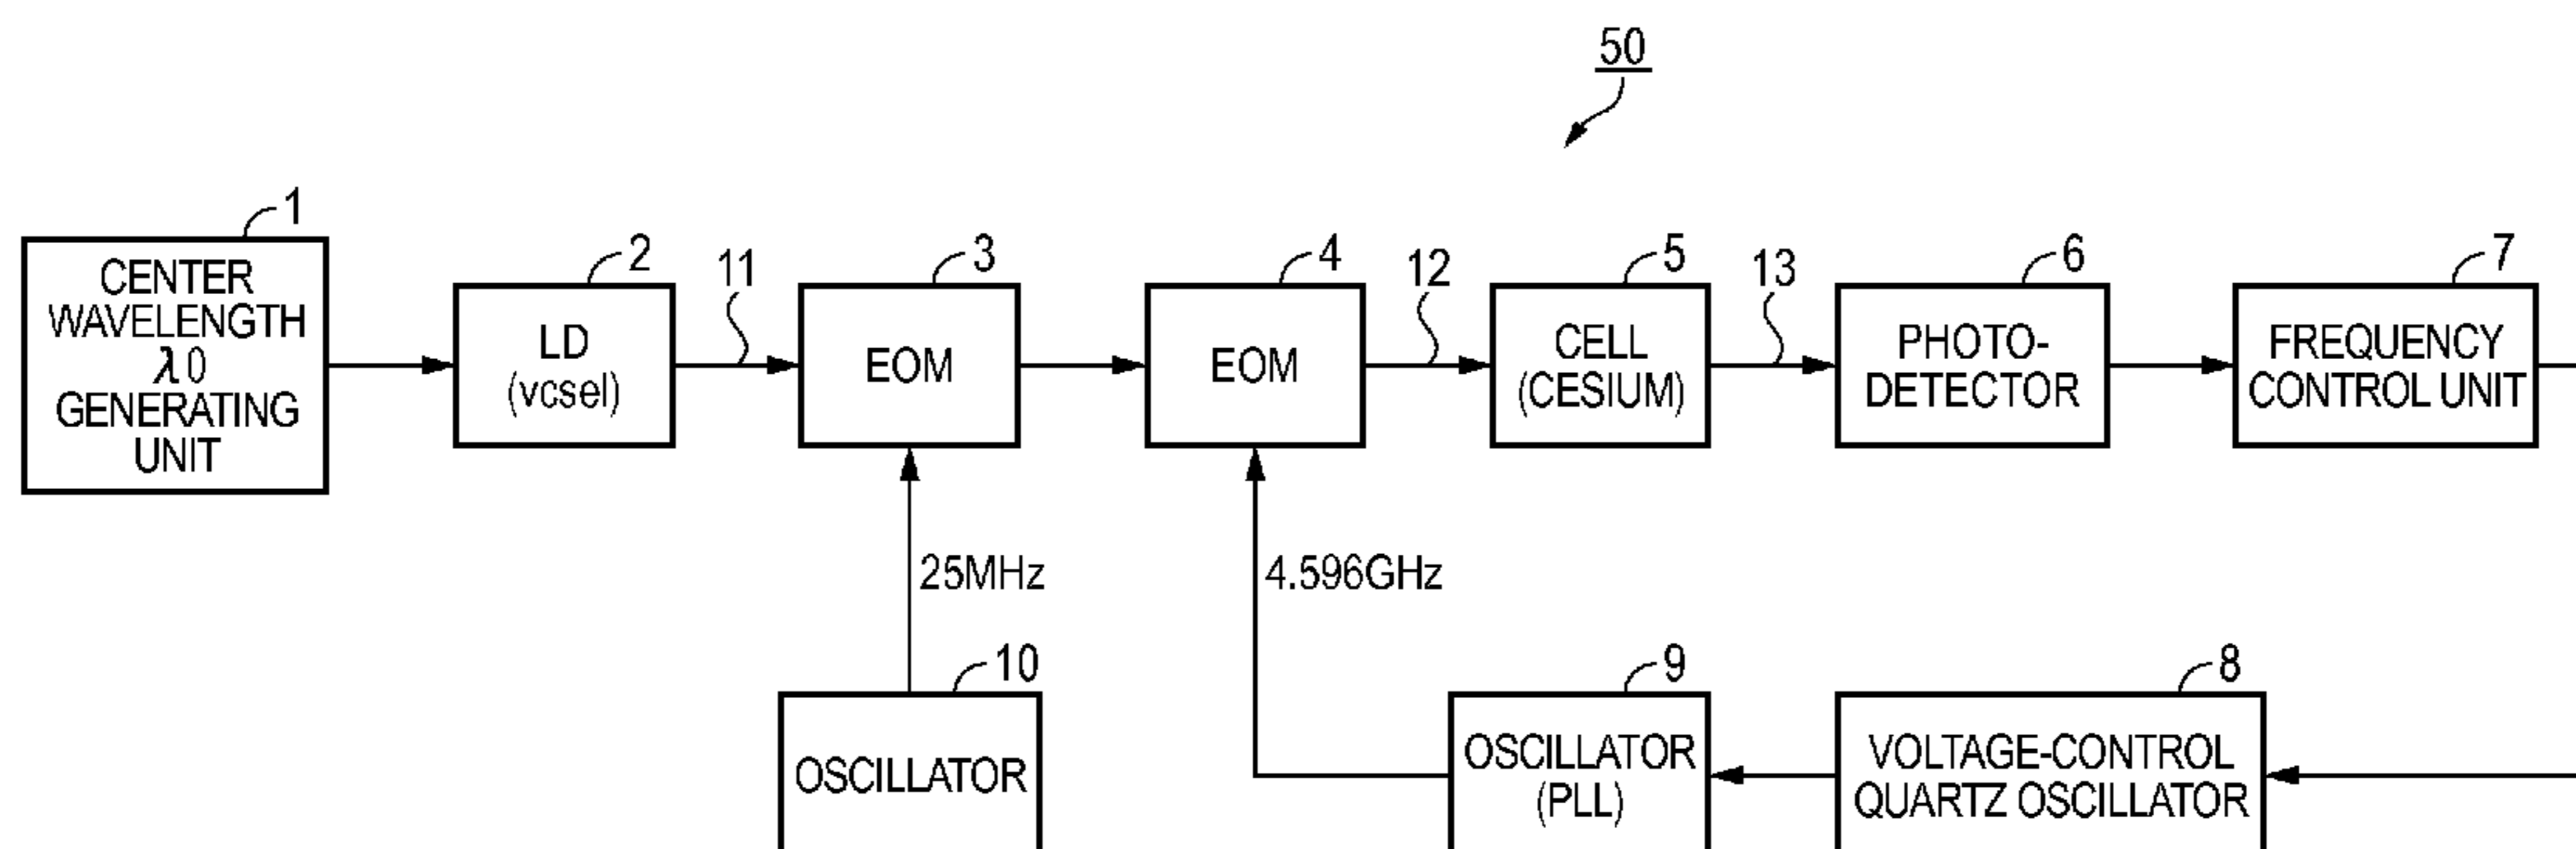 50
1
CENTER
WAVELENGTH
λ0
GENERATING
UNIT
2
LD
(vcsel)
11
3
EOM
4
EOM
12
5
CELL
(CESIUM)
13
6
PHOTO-
DETECTOR
7
FREQUENCY
CONTROL UNIT
25MHz
4.596GHz
10
OSCILLATOR
9
OSCILLATOR
(PLL)
8
VOLTAGE-CONTROL
QUARTZ OSCILLATOR